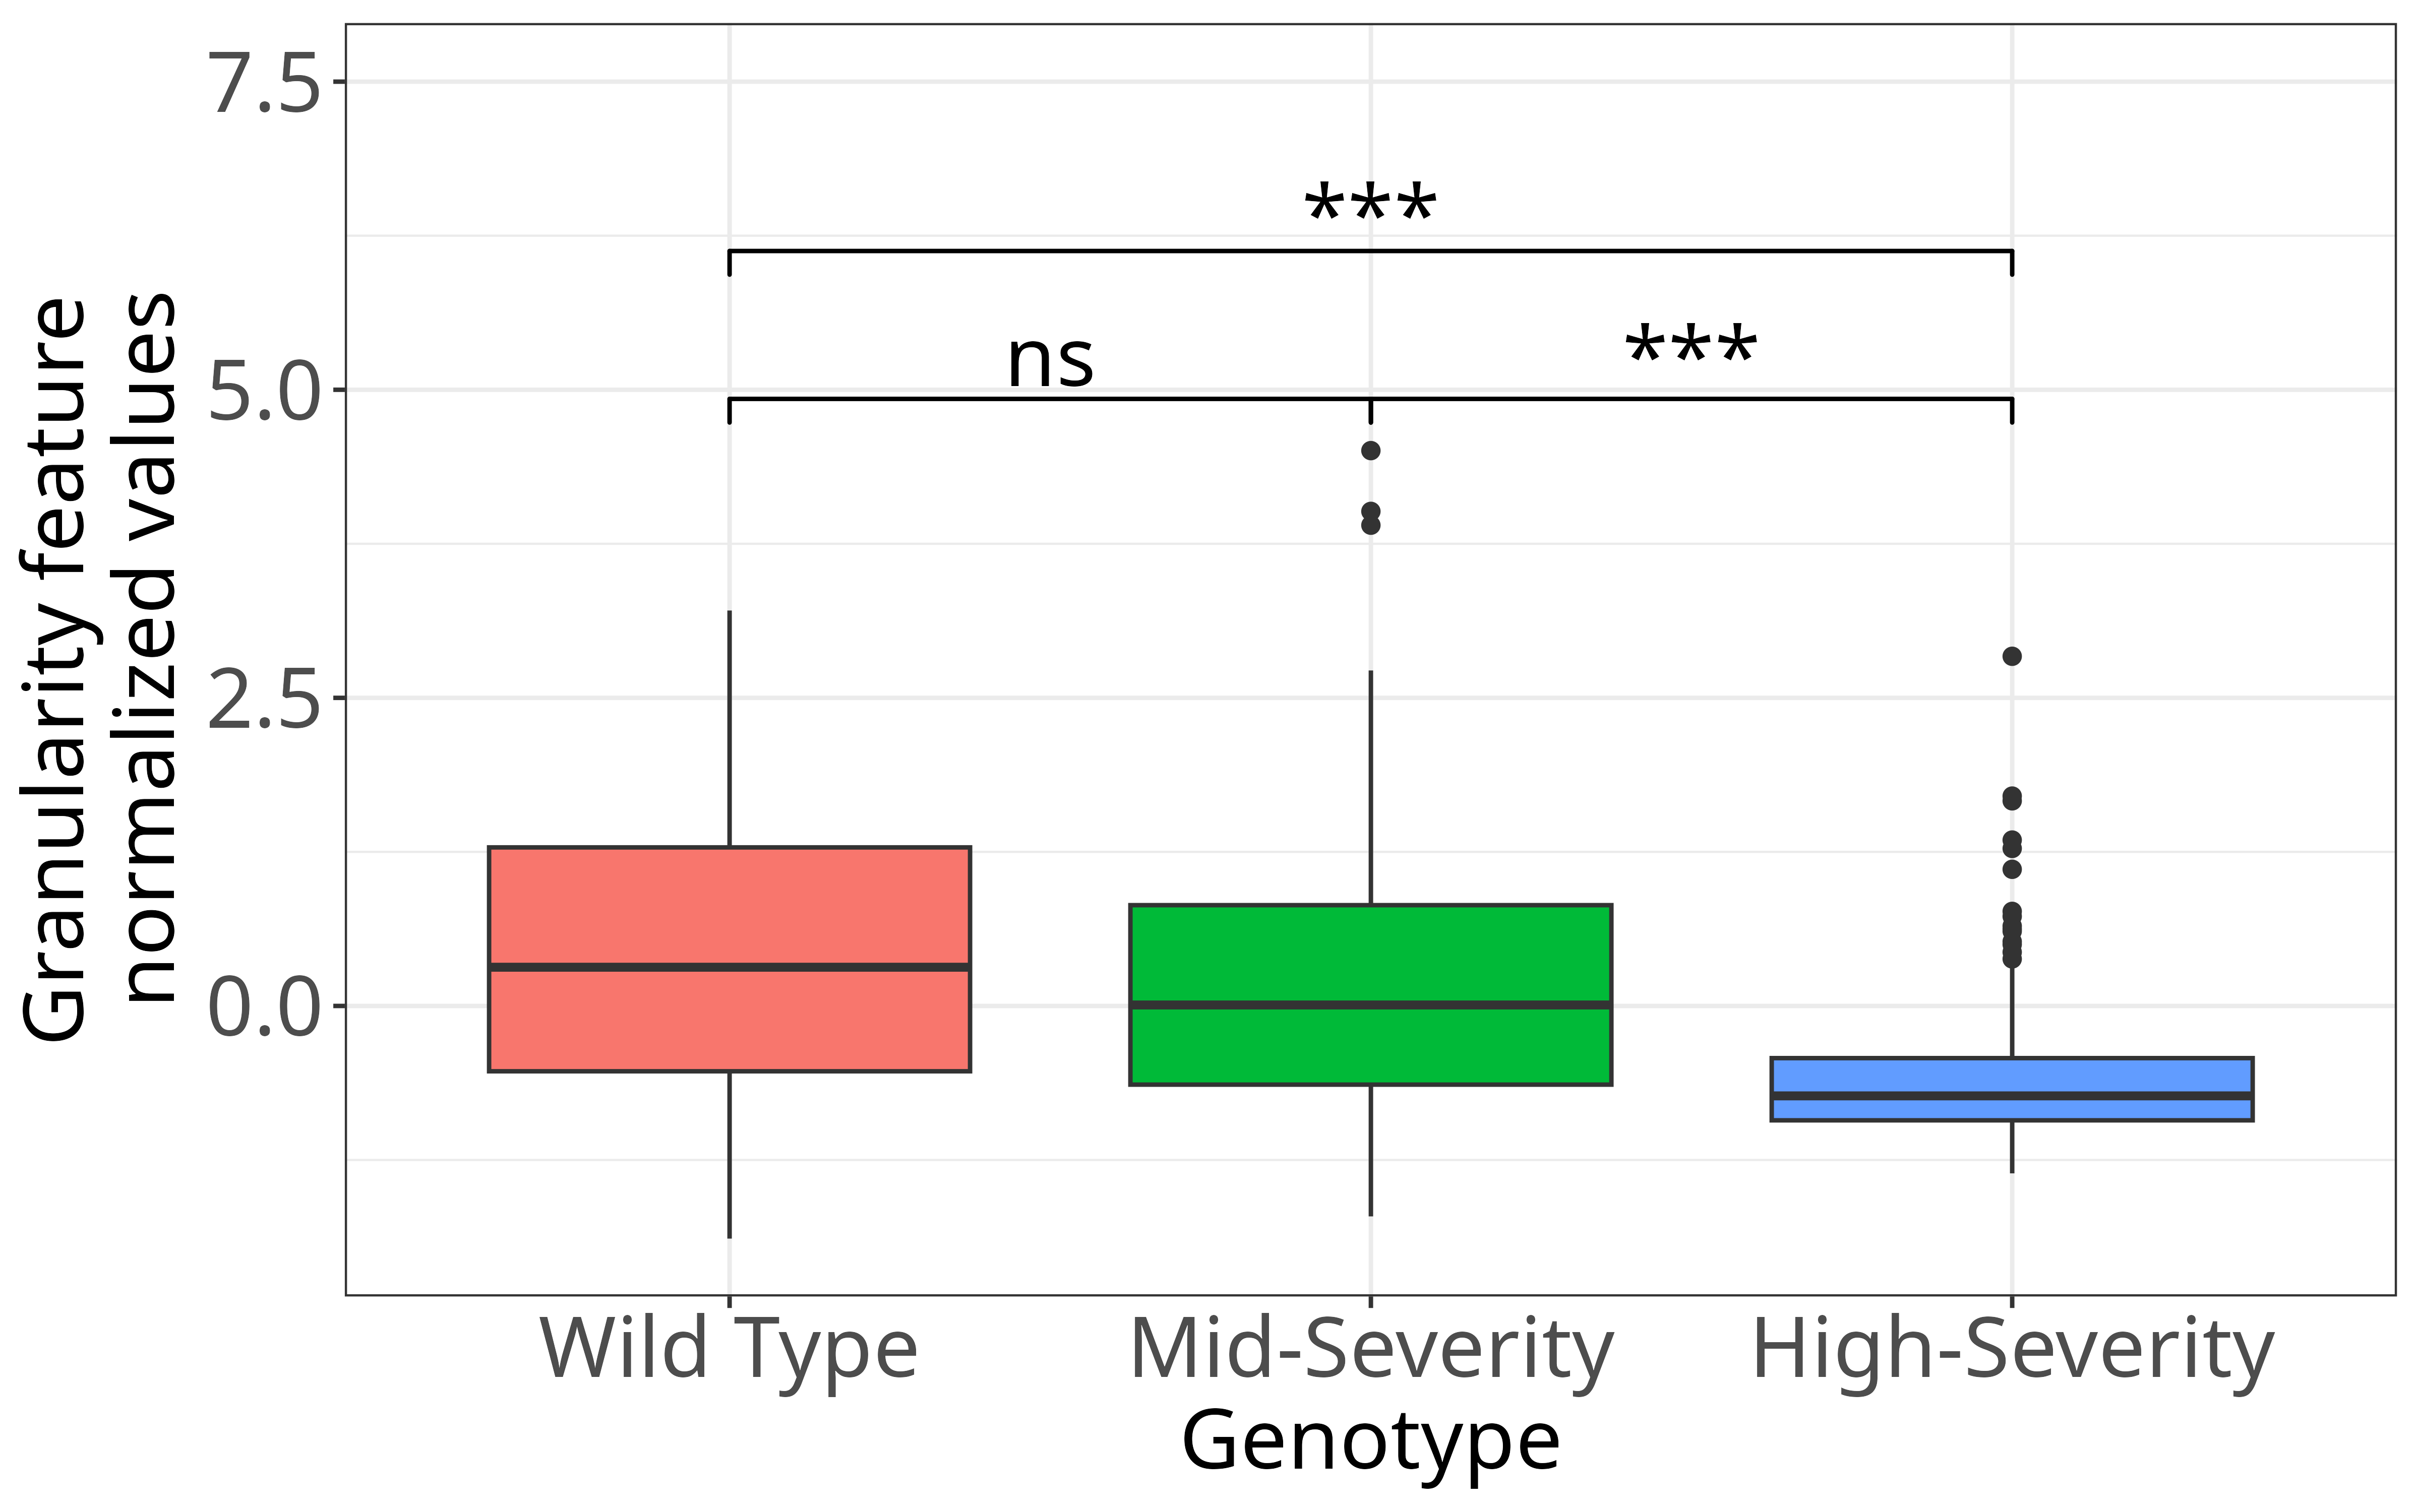 Granularity feature
normalized values
7.5
5.0
2.5
0.0
***
ns
***
Wild Type
Mid-Severity
High-Severity
Genotype